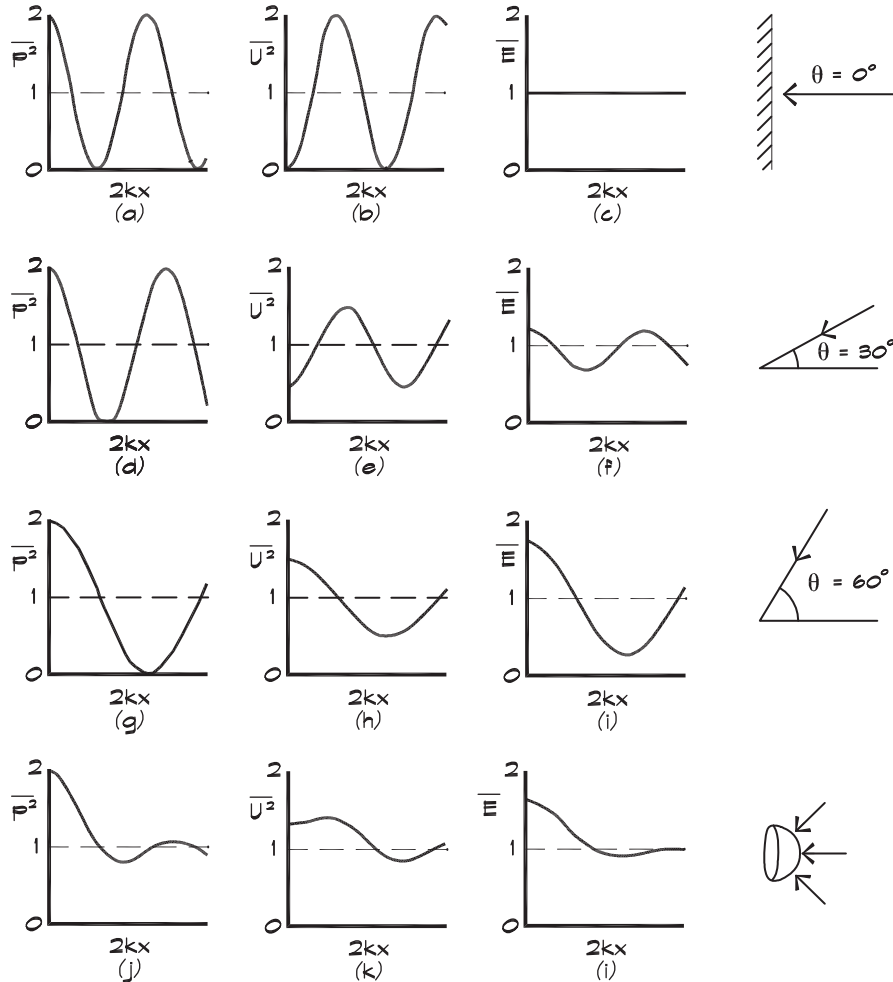 2 2 2
p² U² E
1 1 1
0 0 0
θ = 0°
2kx 2kx 2kx
(a) (b) (c)
2 2 2
p² U² E
1 1 1
0 0 0
θ = 30°
2kx 2kx 2kx
(d) (e) (f)
2 2 2
p² U² E
1 1 1
0 0 0
θ = 60°
2kx 2kx 2kx
(g) (h) (i)
2 2 2
p² U² E
1 1 1
0 0 0
2kx 2kx 2kx
(j) (k) (i)